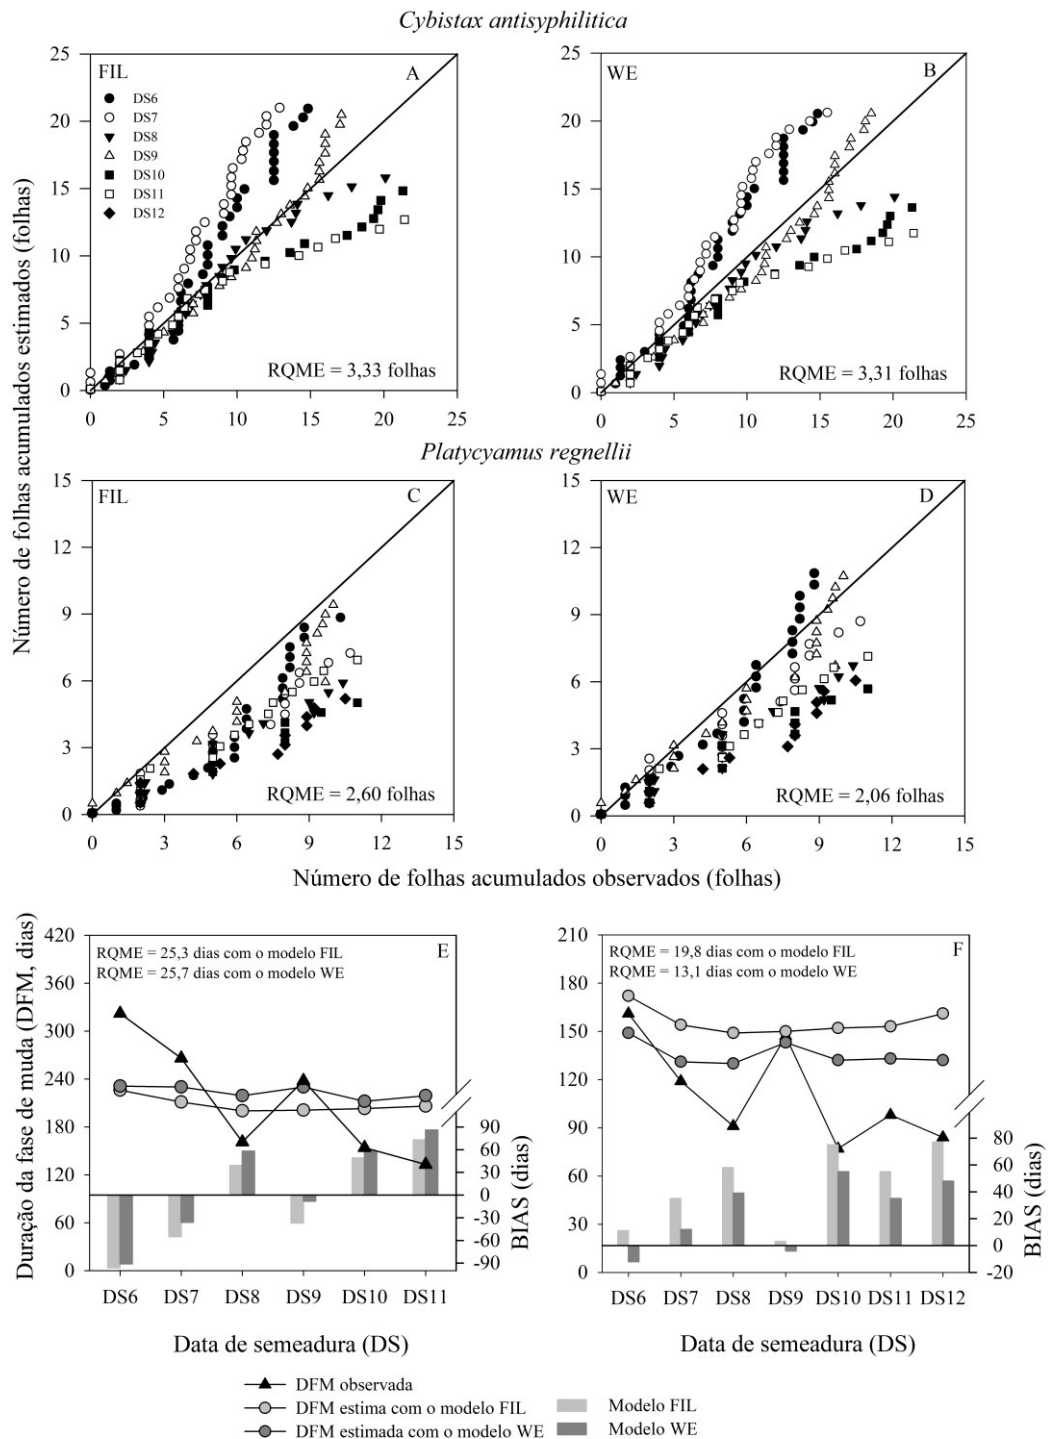 Cybistax antisyphilitica
Número de folhas acumulados estimados (folhas)
25
20
15
10
5
0
FIL
A
DS6
DS7
DS8
DS9
DS10
DS11
DS12
RQME = 3,33 folhas
0 5 10 15 20 25
25
20
15
10
5
0
WE
B
RQME = 3,31 folhas
0 5 10 15 20 25
Platycyamus regnellii
15
12
9
6
3
0
FIL
C
RQME = 2,60 folhas
0 3 6 9 12 15
15
12
9
6
3
0
WE
D
RQME = 2,06 folhas
0 3 6 9 12 15
Número de folhas acumulados observados (folhas)
Duração da fase de muda (DFM, dias)
420
360
300
240
180
120
60
0
RQME = 25,3 dias com o modelo FIL
RQME = 25,7 dias com o modelo WE
E
90
60
30
0
-30
-60
-90
BIAS (dias)
DS6 DS7 DS8 DS9 DS10 DS11
Data de semeadura (DS)
210
180
150
120
90
60
30
0
RQME = 19,8 dias com o modelo FIL
RQME = 13,1 dias com o modelo WE
F
80
60
40
20
0
-20
BIAS (dias)
DS6 DS7 DS8 DS9 DS10 DS11 DS12
Data de semeadura (DS)
DFM observada
DFM estima com o modelo FIL
DFM estimada com o modelo WE
Modelo FIL
Modelo WE